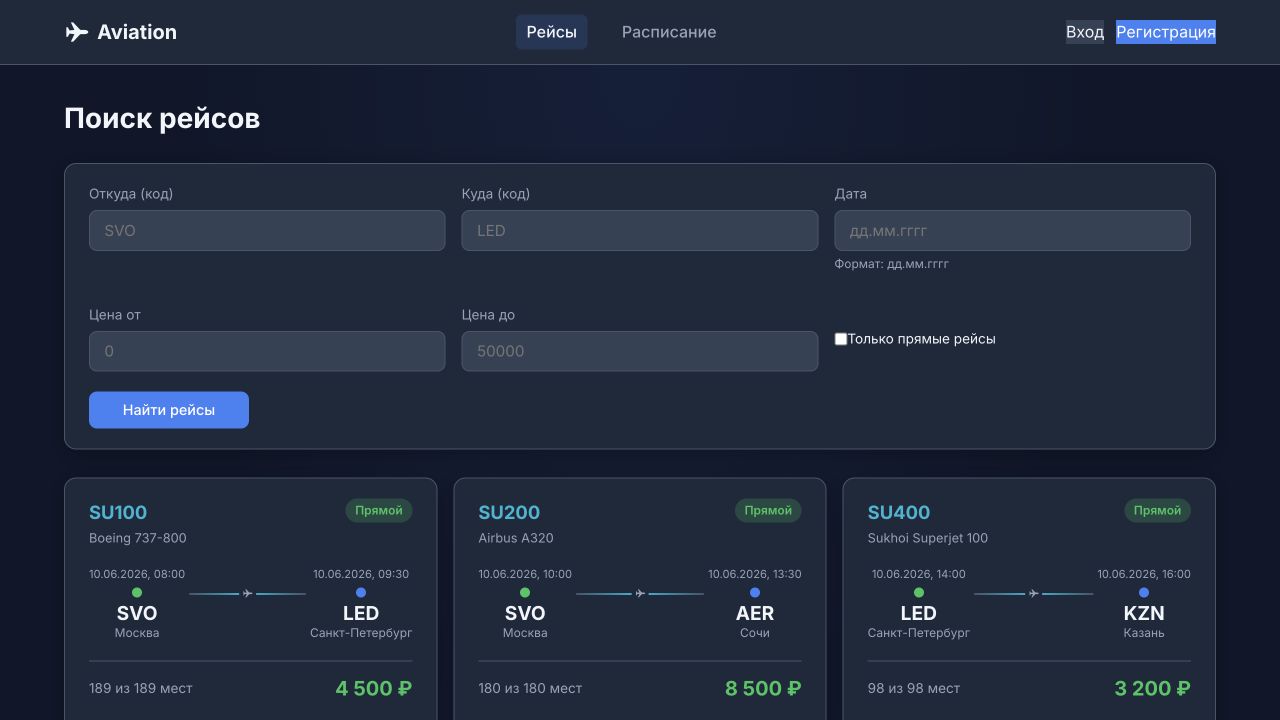 Aviation
Рейсы
Расписание
Вход
Регистрация
Поиск рейсов
Откуда (код)
Куда (код)
Дата
SVO
LED
дд.мм.гггг
Формат: дд.мм.гггг
Цена от
Цена до
0
50000
Только прямые рейсы
Найти рейсы
SU100
Прямой
Boeing 737-800
10.06.2026, 08:00
10.06.2026, 09:30
SVO
LED
Москва
Санкт-Петербург
189 из 189 мест
4 500 ₽
SU200
Прямой
Airbus A320
10.06.2026, 10:00
10.06.2026, 13:30
SVO
AER
Москва
Сочи
180 из 180 мест
8 500 ₽
SU400
Прямой
Sukhoi Superjet 100
10.06.2026, 14:00
10.06.2026, 16:00
LED
KZN
Санкт-Петербург
Казань
98 из 98 мест
3 200 ₽